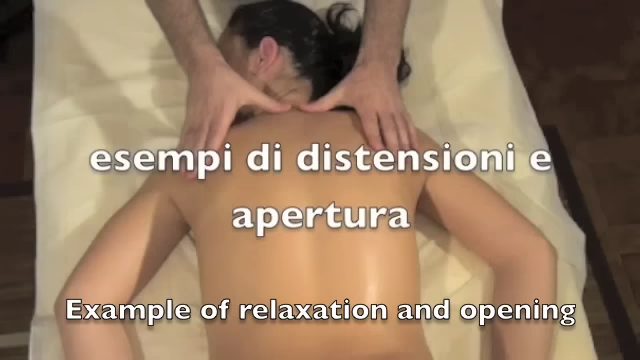 esempi di distensioni e
apertura
Example of relaxation and opening